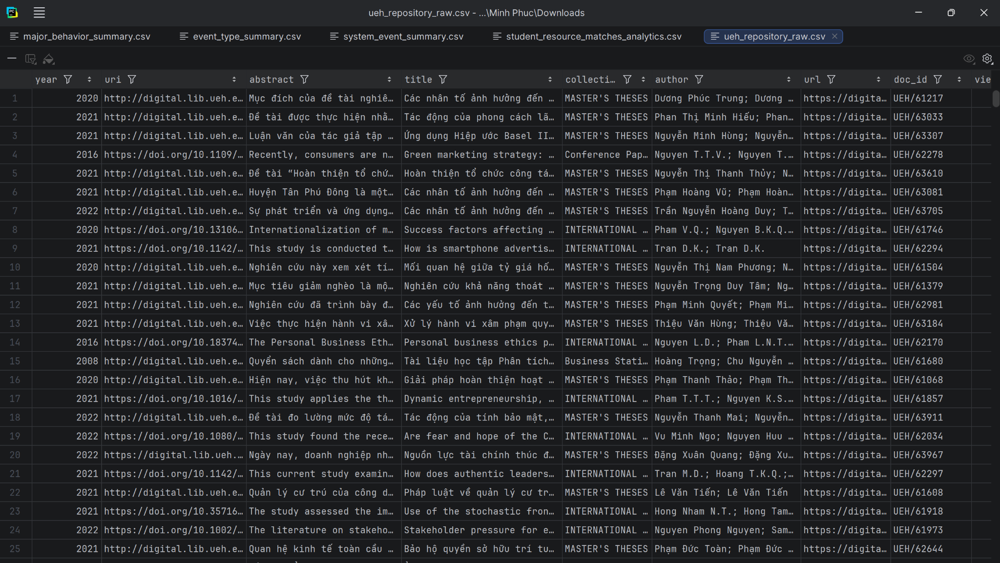 PC
ueh_repository_raw.csv - ...\Minh Phuc\Downloads
major_behavior_summary.csv event_type_summary.csv system_event_summary.csv student_resource_matches_analytics.csv ueh_repository_raw.csv
year uri abstract title collecti… author url doc_id vie
1 2020 http://digital.lib.ueh.e… Mục đích của đề tài nghiê… Các nhân tố ảnh hưởng đến … MASTER'S THESES Dương Phúc Trung; Dương … https://digita… UEH/61217
2 2021 http://digital.lib.ueh.e… Đề tài được thực hiện nhằ… Tác động của phong cách lã… MASTER'S THESES Phan Thị Minh Hiếu; Phan… https://digita… UEH/63033
3 2021 http://digital.lib.ueh.e… Luận văn của tác giả tập … Ứng dụng Hiệp ước Basel II… MASTER'S THESES Nguyễn Minh Hùng; Nguyễn… https://digita… UEH/63307
4 2016 https://doi.org/10.1109/… Recently, consumers are n… Green marketing strategy: … Conference Pap… Nguyen T.T.V.; Nguyen T.… https://digita… UEH/62278
5 2021 http://digital.lib.ueh.e… Đề tài “Hoàn thiện tổ chứ… Hoàn thiện tổ chức công tá… MASTER'S THESES Nguyễn Thị Thanh Thủy; N… https://digita… UEH/63610
6 2021 http://digital.lib.ueh.e… Huyện Tân Phú Đông là một… Các nhân tố ảnh hưởng đến … MASTER'S THESES Phạm Hoàng Vũ; Phạm Hoàn… https://digita… UEH/63081
7 2022 http://digital.lib.ueh.e… Sự phát triển và ứng dụng… Các nhân tố ảnh hưởng đến … MASTER'S THESES Trần Nguyễn Hoàng Duy; T… https://digita… UEH/63705
8 2020 https://doi.org/10.13106… Internationalization of m… Success factors affecting … INTERNATIONAL … Pham V.Q.; Nguyen B.K.Q.… https://digita… UEH/61746
9 2021 https://doi.org/10.1142/… This study is conducted t… How is smartphone advertis… INTERNATIONAL … Tran D.K.; Tran D.K. https://digita… UEH/62294
10 2020 http://digital.lib.ueh.e… Nghiên cứu này xem xét tí… Mối quan hệ giữa tỷ giá hố… MASTER'S THESES Nguyễn Thị Nam Phương; N… https://digita… UEH/61504
11 2021 http://digital.lib.ueh.e… Mục tiêu giảm nghèo là mộ… Nghiên cứu khả năng thoát … MASTER'S THESES Nguyễn Trọng Duy Tâm; Ng… https://digita… UEH/61379
12 2021 http://digital.lib.ueh.e… Nghiên cứu đã trình bày đ… Các yếu tố ảnh hưởng đến t… MASTER'S THESES Phạm Minh Quyết; Phạm Mi… https://digita… UEH/62981
13 2021 http://digital.lib.ueh.e… Việc thực hiện hành vi xâ… Xử lý hành vi xâm phạm quy… MASTER'S THESES Thiệu Văn Hùng; Thiệu Vă… https://digita… UEH/63184
14 2016 https://doi.org/10.18374… The Personal Business Eth… Personal business ethics p… INTERNATIONAL … Nguyen L.D.; Pham L.N.T.… https://digita… UEH/62170
15 2008 http://digital.lib.ueh.e… Quyển sách dành cho những… Tài liệu học tập Phân tích… Business Stati… Hoàng Trọng; Chu Nguyễn … https://digita… UEH/61680
16 2020 http://digital.lib.ueh.e… Hiện nay, việc thu hút kh… Giải pháp hoàn thiện hoạt … MASTER'S THESES Phạm Thanh Thảo; Phạm Th… https://digita… UEH/61068
17 2021 https://doi.org/10.1016/… This study applies the th… Dynamic entrepreneurship, … INTERNATIONAL … Pham T.T.T.; Nguyen K.S.… https://digita… UEH/61857
18 2022 http://digital.lib.ueh.e… Đề tài đo lường mức độ tá… Tác động của tính bảo mật,… MASTER'S THESES Nguyễn Thanh Mai; Nguyễn… https://digita… UEH/63911
19 2022 https://doi.org/10.1080/… This study found the rece… Are fear and hope of the C… INTERNATIONAL … Vu Minh Ngo; Nguyen Huu … https://digita… UEH/62034
20 2022 https://digital.lib.ueh.… Ngày nay, doanh nghiệp nh… Nguồn lực tài chính thúc đ… MASTER'S THESES Đặng Xuân Quang; Đặng Xu… https://digita… UEH/63967
21 2021 https://doi.org/10.1142/… This current study examin… How does authentic leaders… INTERNATIONAL … Tran M.D.; Hoang T.K.Q.;… https://digita… UEH/62297
22 2021 http://digital.lib.ueh.e… Quản lý cư trú của công d… Pháp luật về quản lý cư tr… MASTER'S THESES Lê Văn Tiến; Lê Văn Tiến https://digita… UEH/61608
23 2021 https://doi.org/10.35716… The study assessed the im… Use of the stochastic fron… INTERNATIONAL … Hong Nham N.T.; Hong Tam… https://digita… UEH/61918
24 2022 https://doi.org/10.1002/… The literature on stakeho… Stakeholder pressure for e… INTERNATIONAL … Nguyen Phong Nguyen; Sam… https://digita… UEH/61973
25 2021 http://digital.lib.ueh.e… Quan hệ kinh tế toàn cầu … Bảo hộ quyền sở hữu trí tu… MASTER'S THESES Phạm Đức Toàn; Phạm Đức … https://digita… UEH/62644